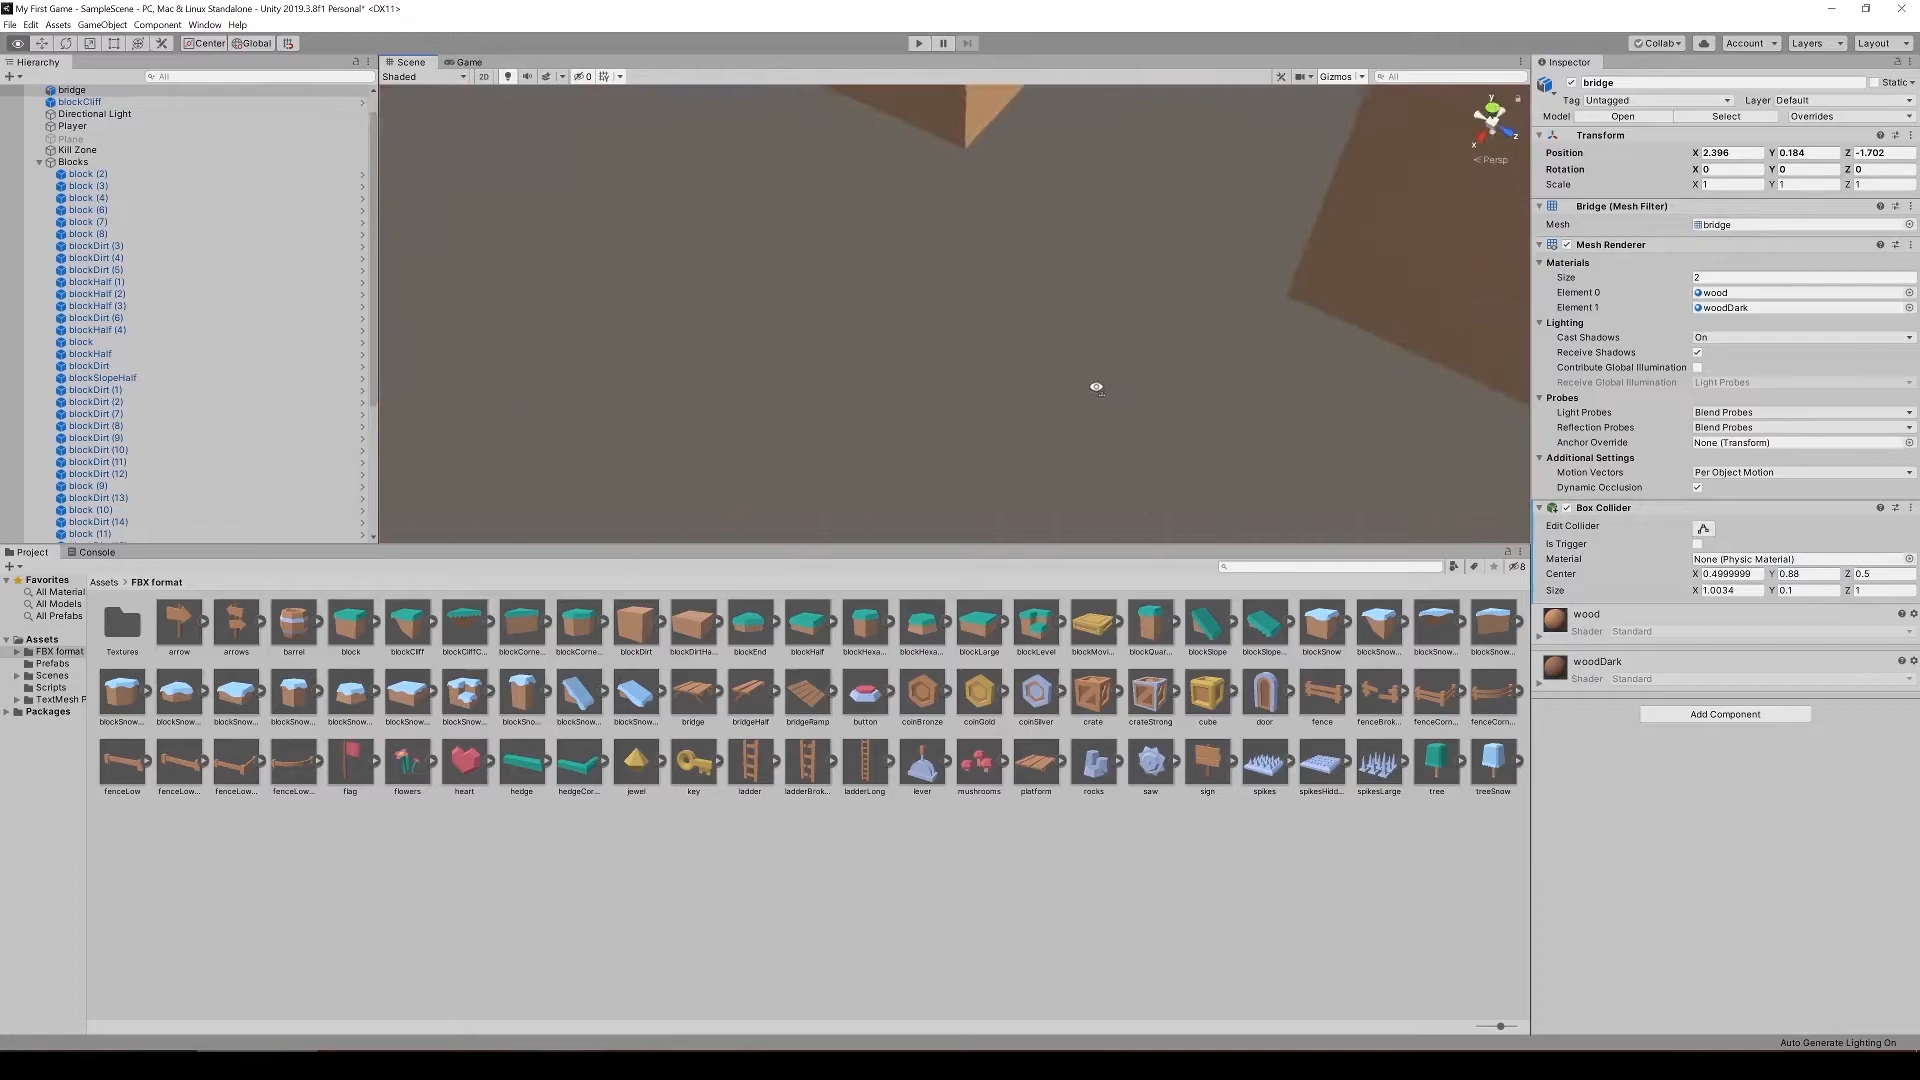 My First Game - SampleScene - PC, Mac & Linux Standalone - Unity 2019.3.8f1 Personal* <DX11>
File Edit Assets GameObject Component Window Help
Center Global Collab Account Layers Layout
Hierarchy
All
bridge
blockCliff
Directional Light
Player
Plane
Kill Zone
Blocks
block (2)
block (3)
block (4)
block (6)
block (7)
block (8)
blockDirt (3)
blockDirt (4)
blockDirt (5)
blockHalf (1)
blockHalf (2)
blockHalf (3)
blockDirt (6)
blockHalf (4)
block
blockHalf
blockDirt
blockSlopeHalf
blockDirt (1)
blockDirt (2)
blockDirt (7)
blockDirt (8)
blockDirt (9)
blockDirt (10)
blockDirt (11)
blockDirt (12)
block (9)
blockDirt (13)
block (10)
blockDirt (14)
block (11)
Scene Game
Shaded 2D 0 Gizmos All
y
x z
Persp
Inspector
bridge Static
Tag Untagged Layer Default
Model Open Select Overrides
Transform
Position X 2.396 Y 0.184 Z -1.702
Rotation X 0 Y 0 Z 0
Scale X 1 Y 1 Z 1
Bridge (Mesh Filter)
Mesh bridge
Mesh Renderer
Materials
Size 2
Element 0 wood
Element 1 woodDark
Lighting
Cast Shadows On
Receive Shadows
Contribute Global Illumination
Receive Global Illumination Light Probes
Probes
Light Probes Blend Probes
Reflection Probes Blend Probes
Anchor Override None (Transform)
Additional Settings
Motion Vectors Per Object Motion
Dynamic Occlusion
Box Collider
Edit Collider
Is Trigger
Material None (Physic Material)
Center X 0.4999999 Y 0.88 Z 0.5
Size X 1.0034 Y 0.1 Z 1
wood
Shader Standard
woodDark
Shader Standard
Add Component
Project Console
8
Favorites
All Material
All Models
All Prefabs
Assets
FBX format
Prefabs
Scenes
Scripts
TextMesh P
Packages
Assets > FBX format
Textures arrow arrows barrel block blockCliff blockCliffC... blockCorne... blockCorne... blockDirt blockDirtHa... blockEnd blockHalf blockHexa... blockHexa... blockLarge blockLevel blockMovi... blockQuar... blockSlope blockSlope... blockSnow blockSnow... blockSnow... blockSnow...
blockSnow... blockSnow... blockSnow... blockSnow... blockSnow... blockSnow... blockSnow... blockSno... blockSnow... blockSnow... bridge bridgeHalf bridgeRamp button coinBronze coinGold coinSilver crate crateStrong cube door fence fenceBrok... fenceCorn... fenceCorn...
fenceLow fenceLow... fenceLow... fenceLow... flag flowers heart hedge hedgeCor... jewel key ladder ladderBrok... ladderLong lever mushrooms platform rocks saw sign spikes spikesHidd... spikesLarge tree treeSnow
Auto Generate Lighting On